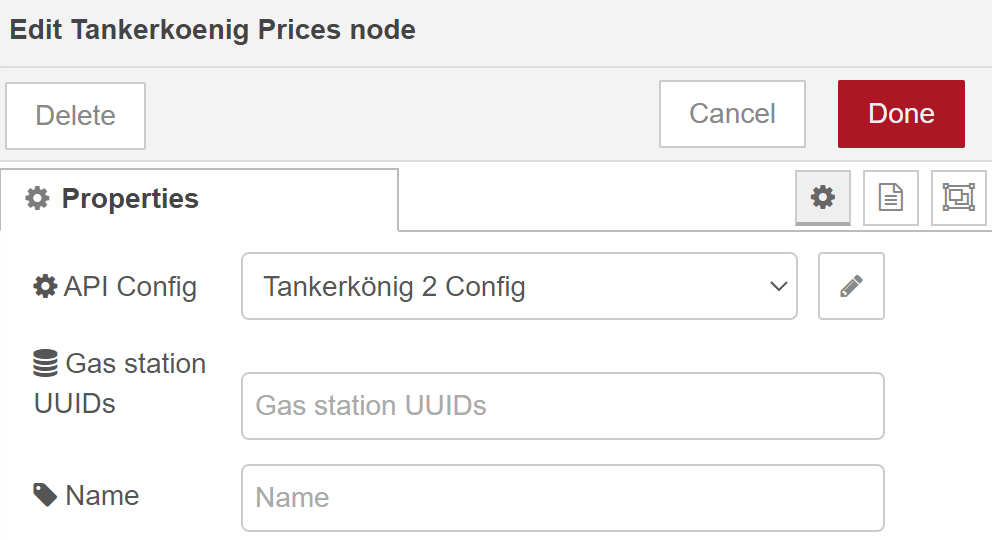 Edit Tankerkoenig Prices node
Delete
Cancel
Done
Properties
API Config
Tankerkönig 2 Config
Gas station
UUIDs
Gas station UUIDs
Name
Name